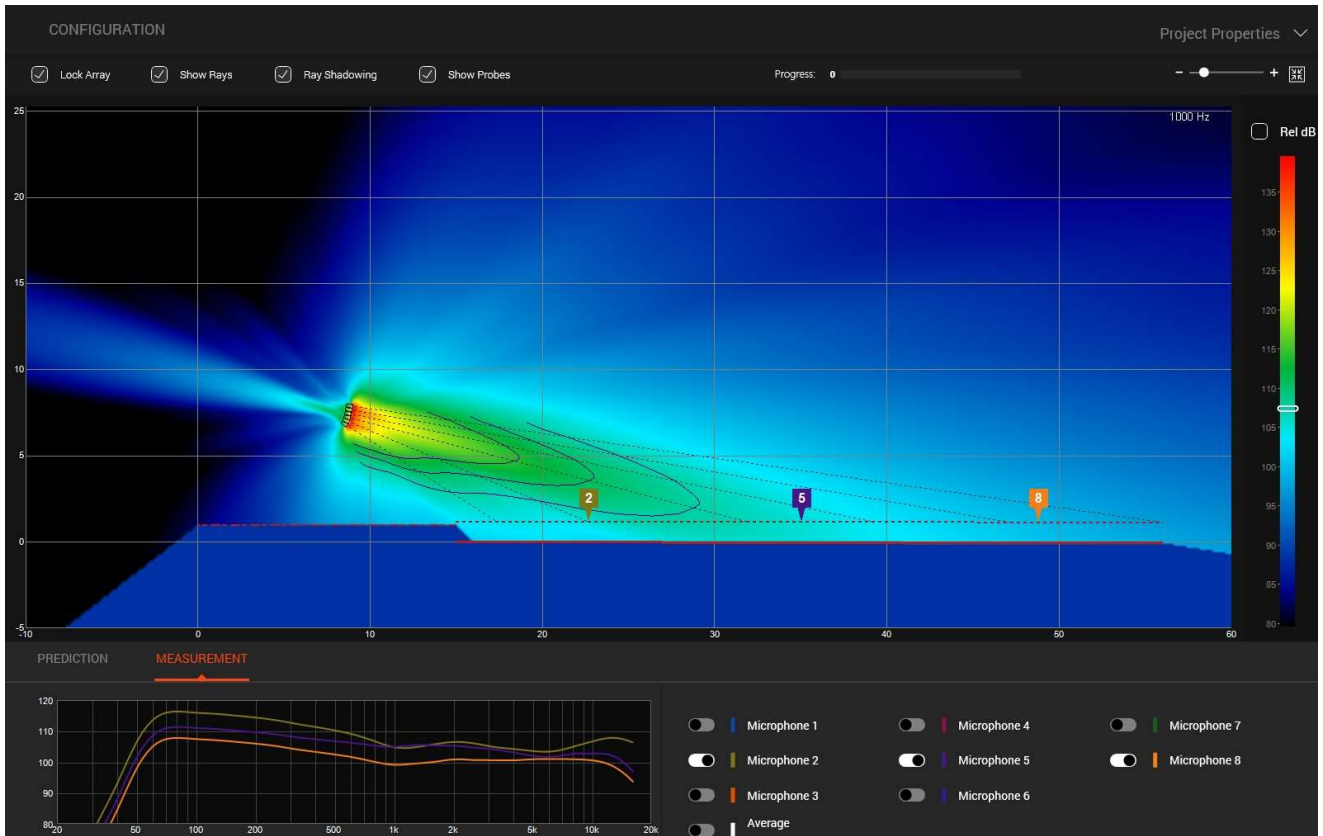 CONFIGURATION
Project Properties
Lock Array Show Rays Ray Shadowing Show Probes Progress: 0 - +
1000 Hz
Rel dB
25
20
15
10
5
0
-5
2 5 8
-10 0 10 20 30 40 50 60
135
130
125
120
115
110
105
100
95
90
85
80
PREDICTION MEASUREMENT
120
110
100
90
80
20 50 100 200 500 1k 2k 5k 10k 20k
Microphone 1 Microphone 4 Microphone 7
Microphone 2 Microphone 5 Microphone 8
Microphone 3 Microphone 6
Average